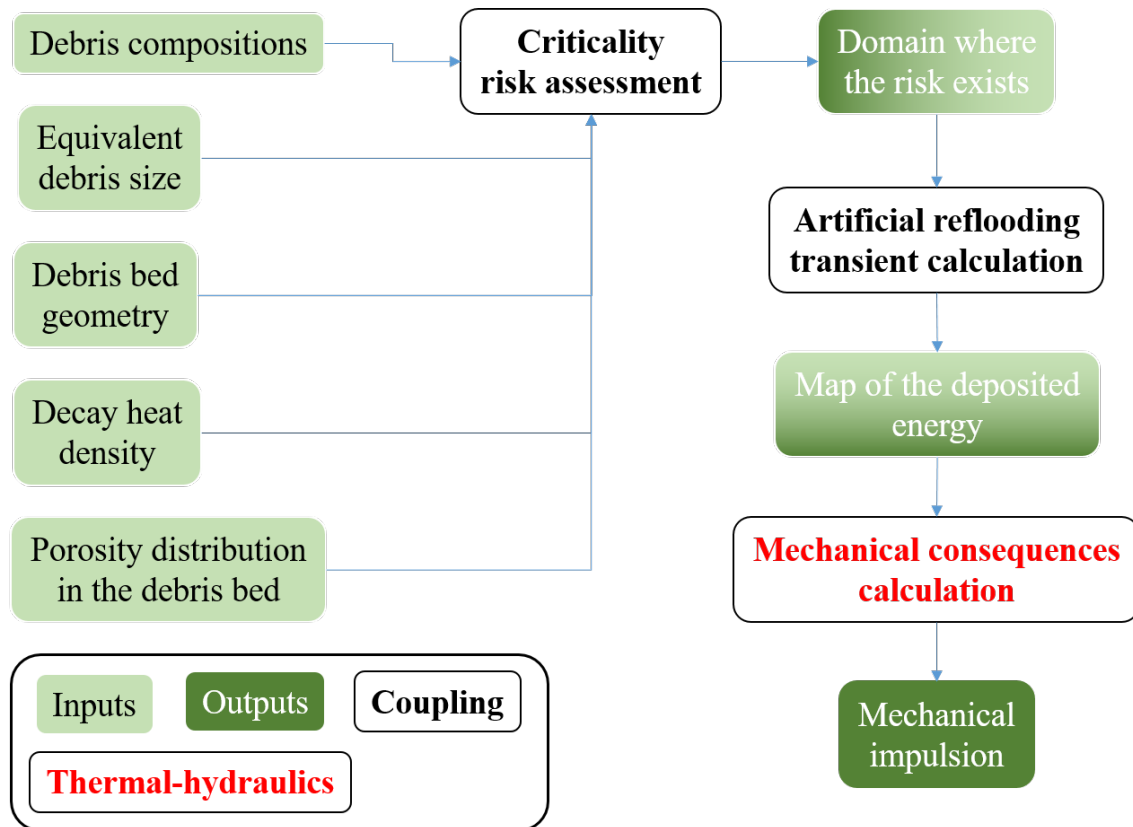 Debris compositions
Criticality
risk assessment
Domain where
the risk exists
Equivalent
debris size
Artificial reflooding
transient calculation
Debris bed
geometry
Map of the deposited
energy
Decay heat
density
Mechanical consequences
calculation
Porosity distribution
in the debris bed
Inputs
Outputs
Coupling
Thermal-hydraulics
Mechanical
impulsion